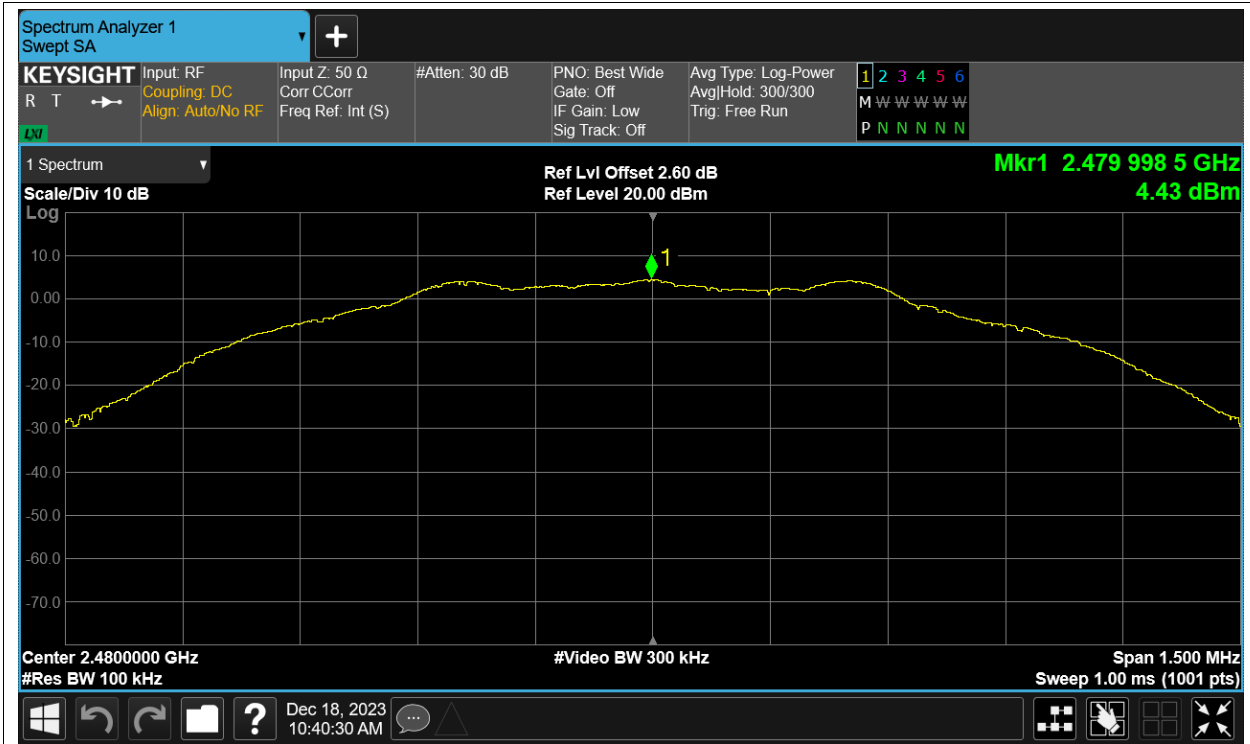 Spectrum Analyzer 1
Swept SA
+
KEYSIGHT
R T
LXI
Input: RF
Coupling: DC
Align: Auto/No RF
Input Z: 50 Ω
Corr CCorr
Freq Ref: Int (S)
#Atten: 30 dB
PNO: Best Wide
Gate: Off
IF Gain: Low
Sig Track: Off
Avg Type: Log-Power
Avg|Hold: 300/300
Trig: Free Run
1 2 3 4 5 6
M W W W W W
P N N N N N
1 Spectrum
Scale/Div 10 dB
Ref Lvl Offset 2.60 dB
Ref Level 20.00 dBm
Mkr1 2.479 998 5 GHz
4.43 dBm
Log
10.0
0.00
-10.0
-20.0
-30.0
-40.0
-50.0
-60.0
-70.0
1
Center 2.4800000 GHz
#Res BW 100 kHz
#Video BW 300 kHz
Span 1.500 MHz
Sweep 1.00 ms (1001 pts)
?
Dec 18, 2023
10:40:30 AM